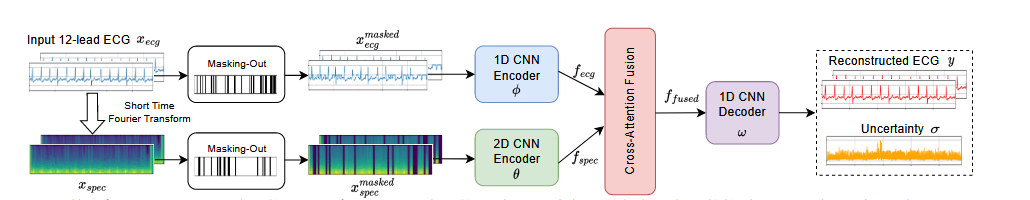 Input 12-lead ECG x_ecg
Masking-Out
x_ecg^masked
1D CNN
Encoder
ϕ
f_ecg
Short Time
Fourier Transform
x_spec
Masking-Out
x_spec^masked
2D CNN
Encoder
θ
f_spec
Cross-Attention Fusion
f_fused
1D CNN
Decoder
ω
Reconstructed ECG y
Uncertainty σ